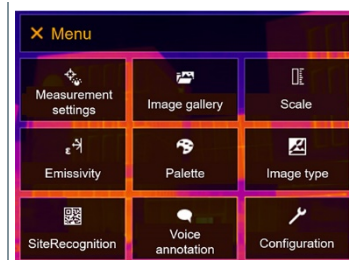 Menu
Measurement
settings
Image gallery
Scale
Emissivity
Palette
Image type
SiteRecognition
Voice
annotation
Configuration